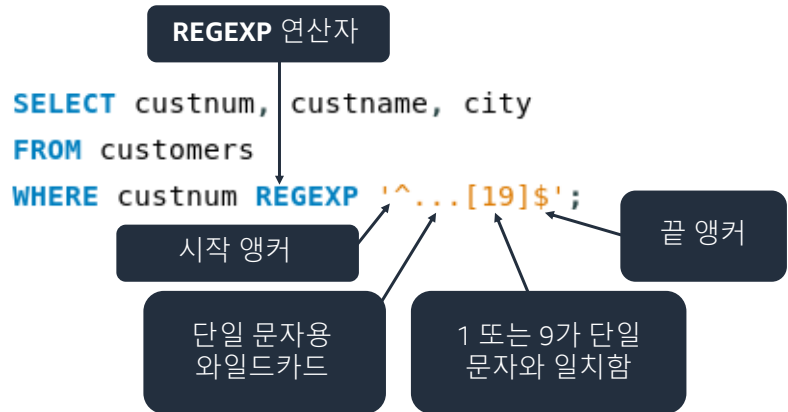 REGEXP 연산자
SELECT custnum, custname, city
FROM customers
WHERE custnum REGEXP '^...[19]$';
시작 앵커
끝 앵커
단일 문자용
와일드카드
1 또는 9가 단일
문자와 일치함